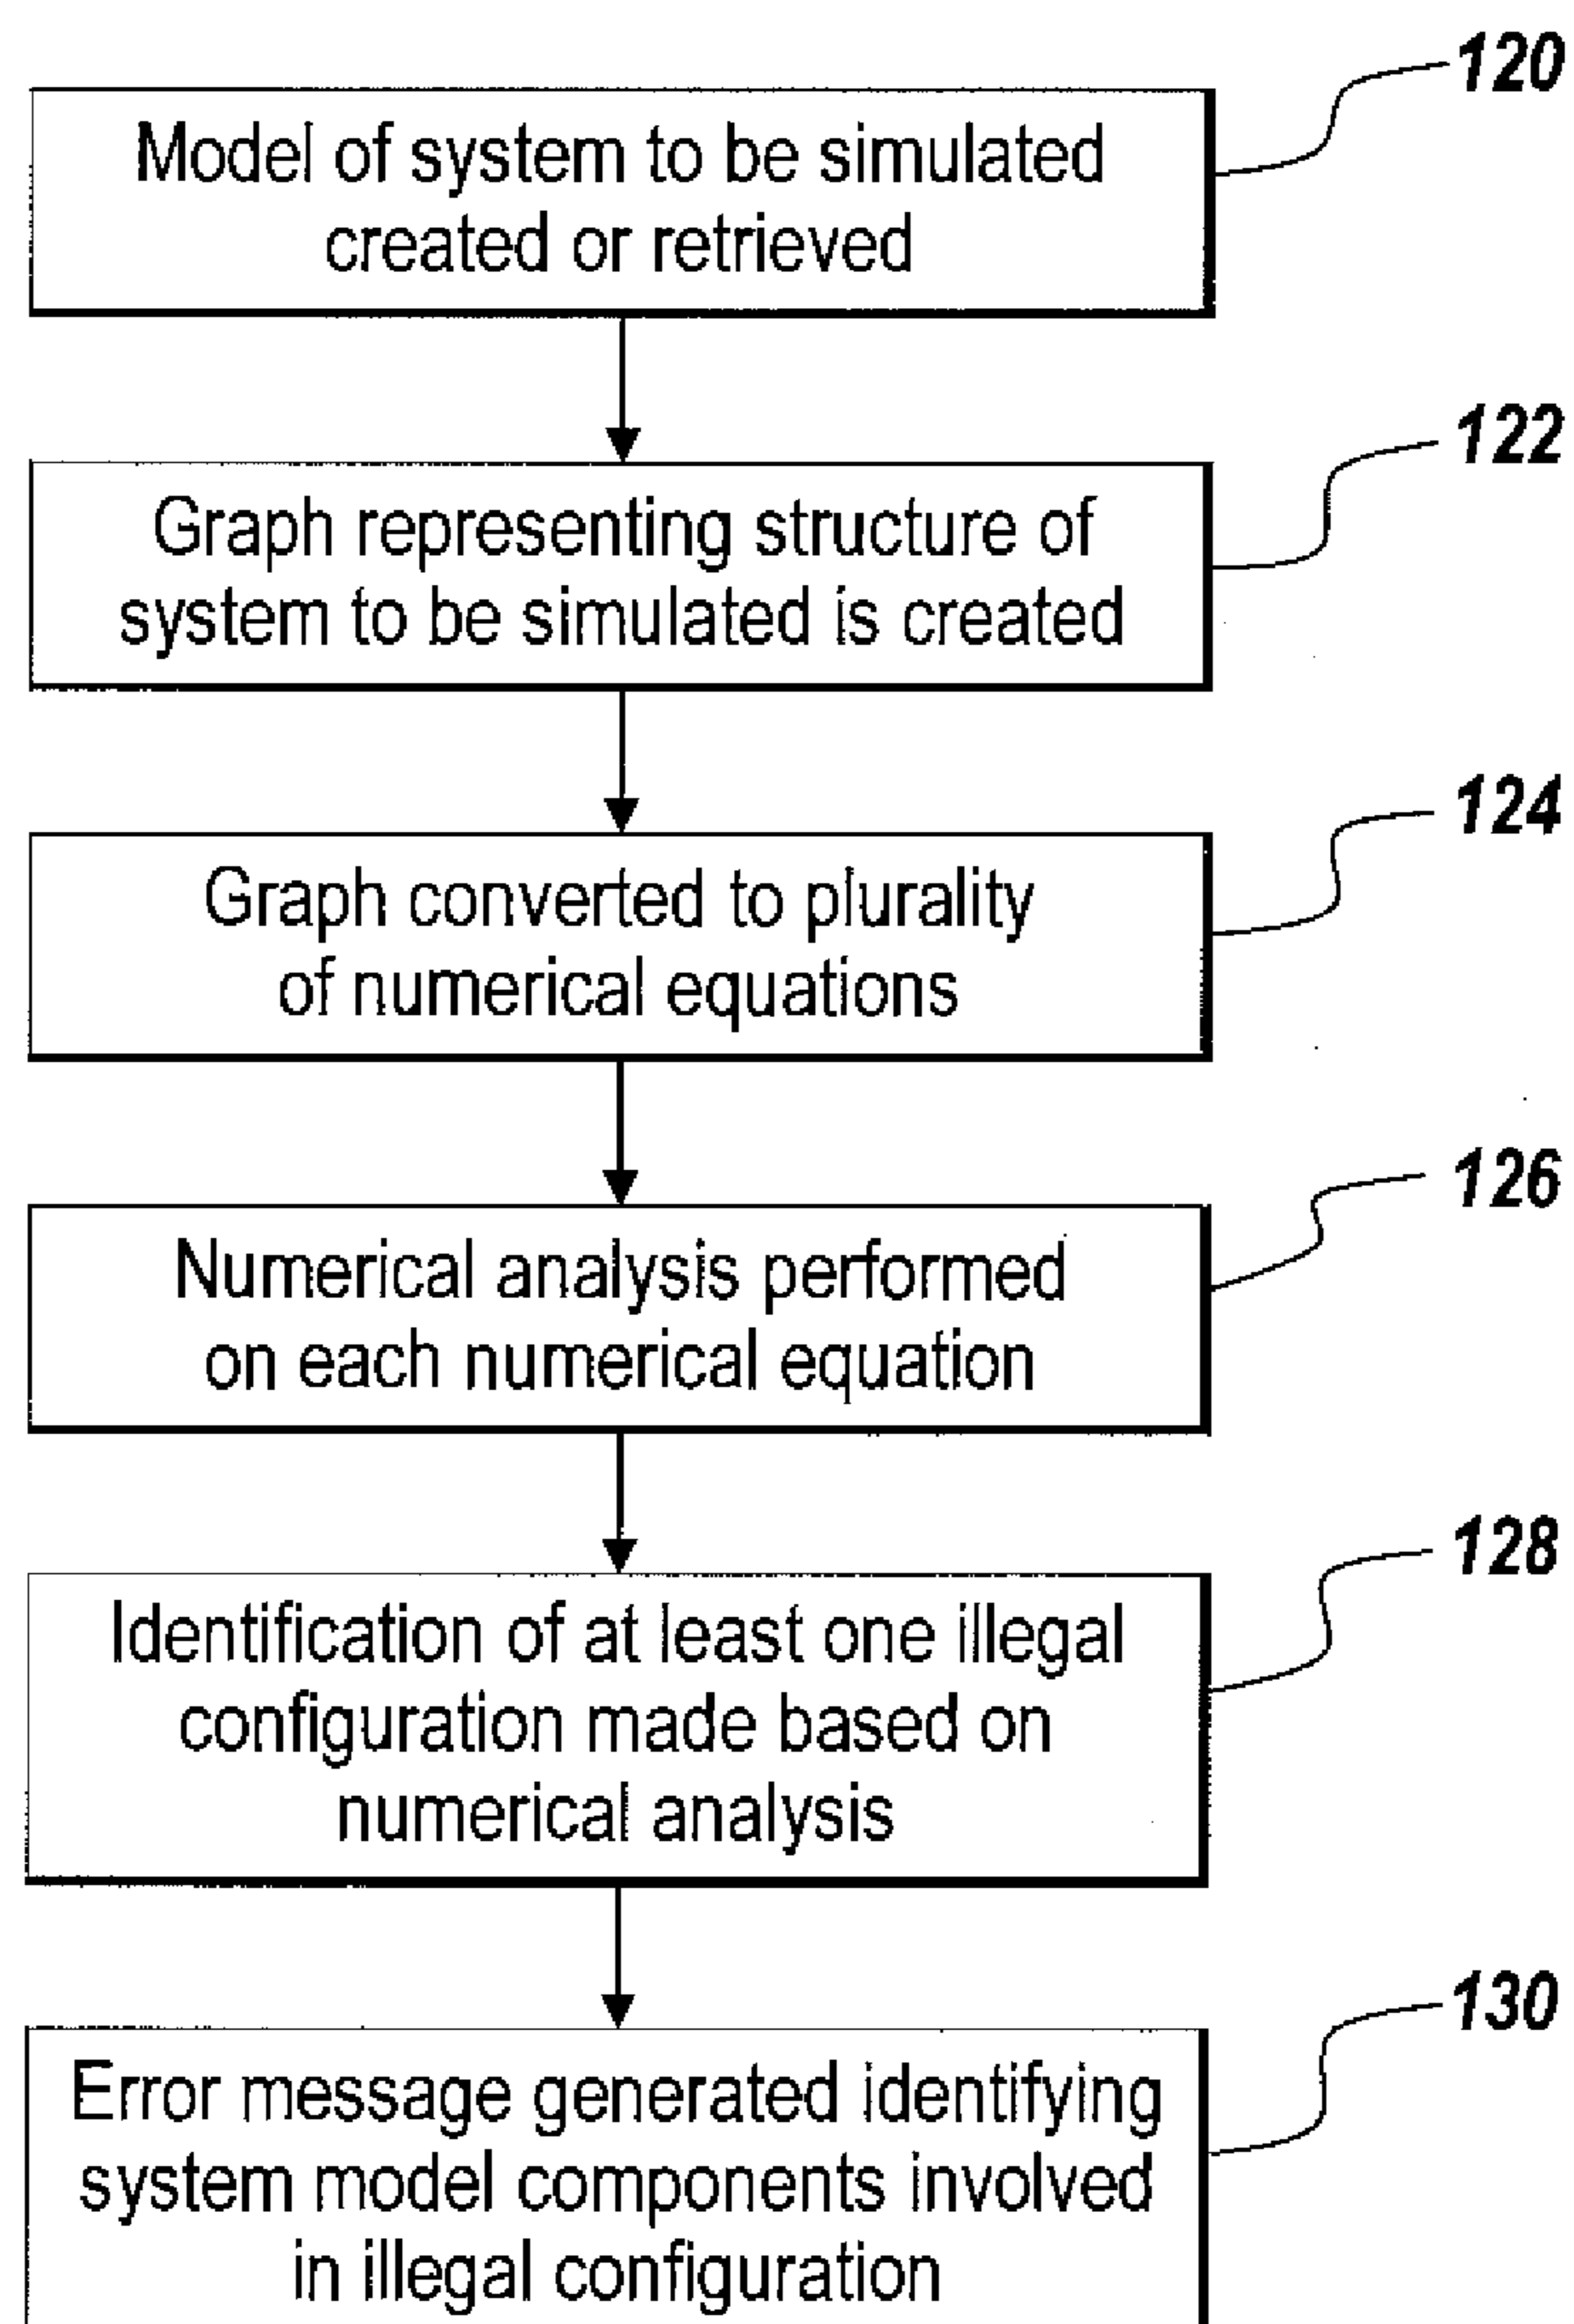 120
Model of system to be simulated
created or retrieved
122
Graph representing structure of
system to be simulated is created
124
Graph converted to plurality
of numerical equations
126
Numerical analysis performed
on each numerical equation
128
Identification of at least one illegal
configuration made based on
numerical analysis
130
Error message generated identifying
system model components involved
in illegal configuration